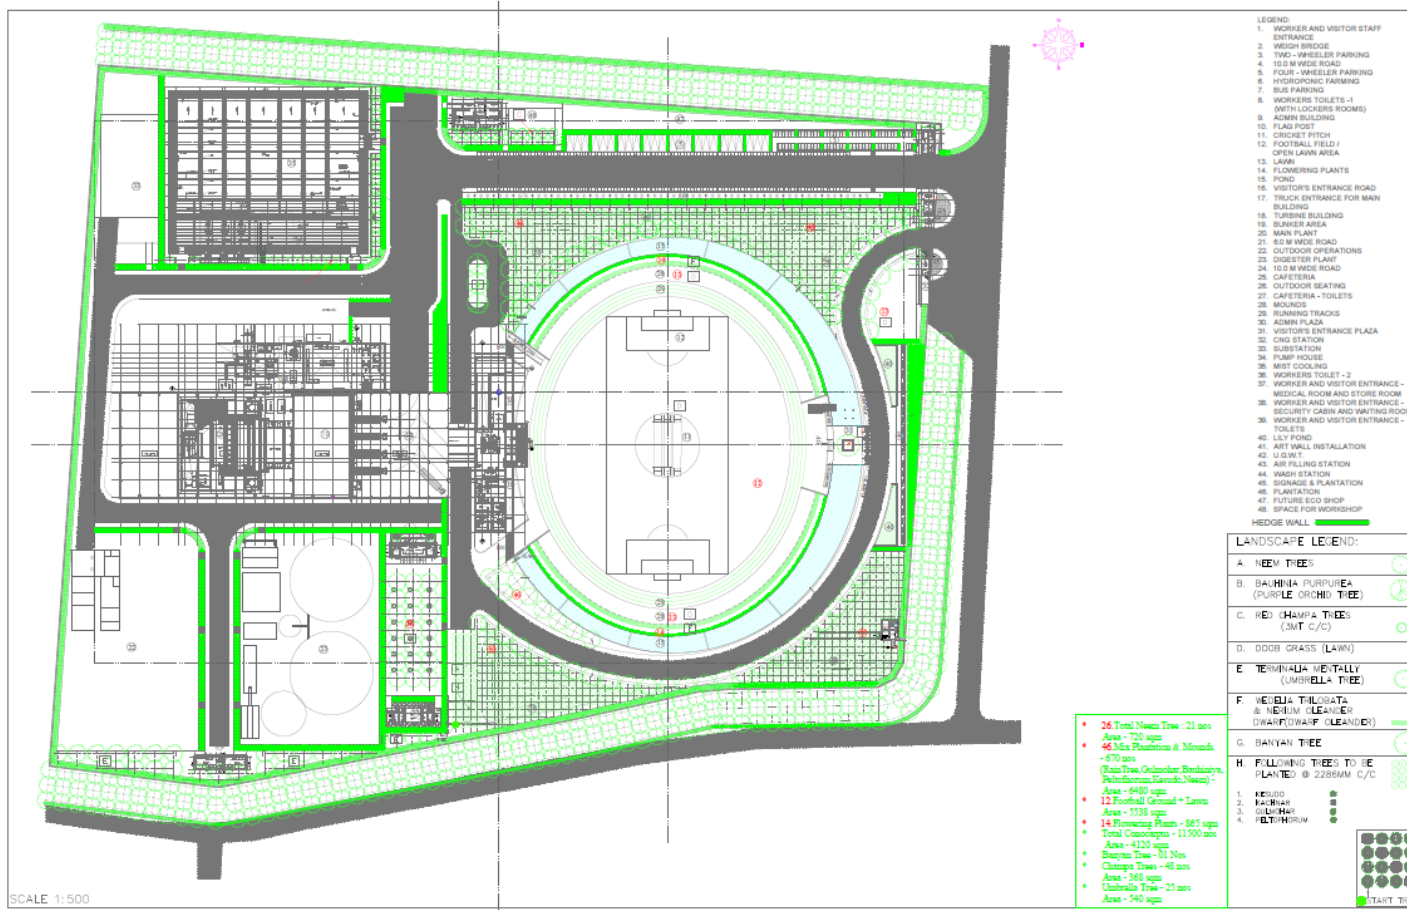 LEGEND:
1. WORKER AND VISITOR STAFF
ENTRANCE
2. WEIGH BRIDGE
3. TWO - WHEELER PARKING
4. 10.0 M WIDE ROAD
5. FOUR - WHEELER PARKING
6. HYDROPONIC FARMING
7. BUS PARKING
8. WORKERS TOILETS -1
(WITH LOCKERS ROOMS)
9. ADMIN BUILDING
10. FLAG POST
11. CRICKET PITCH
12. FOOTBALL FIELD /
OPEN LAWN AREA
13. LAWN
14. FLOWERING PLANTS
15. POND
16. VISITOR'S ENTRANCE ROAD
17. TRUCK ENTRANCE FOR MAIN
BUILDING
18. TURBINE BUILDING
19. BUNKER AREA
20. MAIN PLANT
21. 6.0 M WIDE ROAD
22. OUTDOOR OPERATIONS
23. DIGESTER PLANT
24. 10.0 M WIDE ROAD
25. CAFETERIA
26. OUTDOOR SEATING
27. CAFETERIA - TOILETS
28. MOUNDS
29. RUNNING TRACKS
30. ADMIN PLAZA
31. VISITOR'S ENTRANCE PLAZA
32. CNG STATION
33. SUBSTATION
34. PUMP HOUSE
35. MIST COOLING
36. WORKERS TOILET - 2
37. WORKER AND VISITOR ENTRANCE -
MEDICAL ROOM AND STORE ROOM
38. WORKER AND VISITOR ENTRANCE -
SECURITY CABIN AND WAITING ROO
39. WORKER AND VISITOR ENTRANCE -
TOILETS
40. LILY POND
41. ART WALL INSTALLATION
42. U.G.W.T.
43. AIR FILLING STATION
44. WASH STATION
45. SIGNAGE & PLANTATION
46. PLANTATION
47. FUTURE ECO SHOP
48. SPACE FOR WORKSHOP
HEDGE WALL
LANDSCAPE LEGEND:
A. NEEM TREES
B. BAUHINIA PURPUREA
(PURPLE ORCHID TREE)
C. RED CHAMPA TREES
(3MT C/C)
D. DOOB GRASS (LAWN)
E TERMINALIA MENTALLY
(UMBRELLA TREE)
F. WEDELIA TRILOBATA
& NERIUM OLEANDER
DWARF(DWARF OLEANDER)
G. BANYAN TREE
H. FOLLOWING TREES TO BE
PLANTED @ 2286MM C/C
1. KESUDO
2. KACHNAR
3. GULMOHAR
4. PELTOPHORUM
START TR
* 26.Total Neem Tree : 21 nos
Area - 720 sqm
* 46.Mix Plantation & Mounds
- 670 nos
(RainTree,Gulmohar,Bauhiniya,
Peltothorum,Kesudo,Neem) -
Area - 6480 sqm
* 12.Football Ground + Lawn
Area - 5538 sqm
* 14.Flowering Plants - 865 sqm
* Total Conocarpus - 11500 nos
Area - 4120 sqm
* Banyan Tree - 01 Nos
* Champa Trees - 48 nos
Area - 368 sqm
* Umbrella Tree - 25 nos
Area - 540 sqm
SCALE 1:500